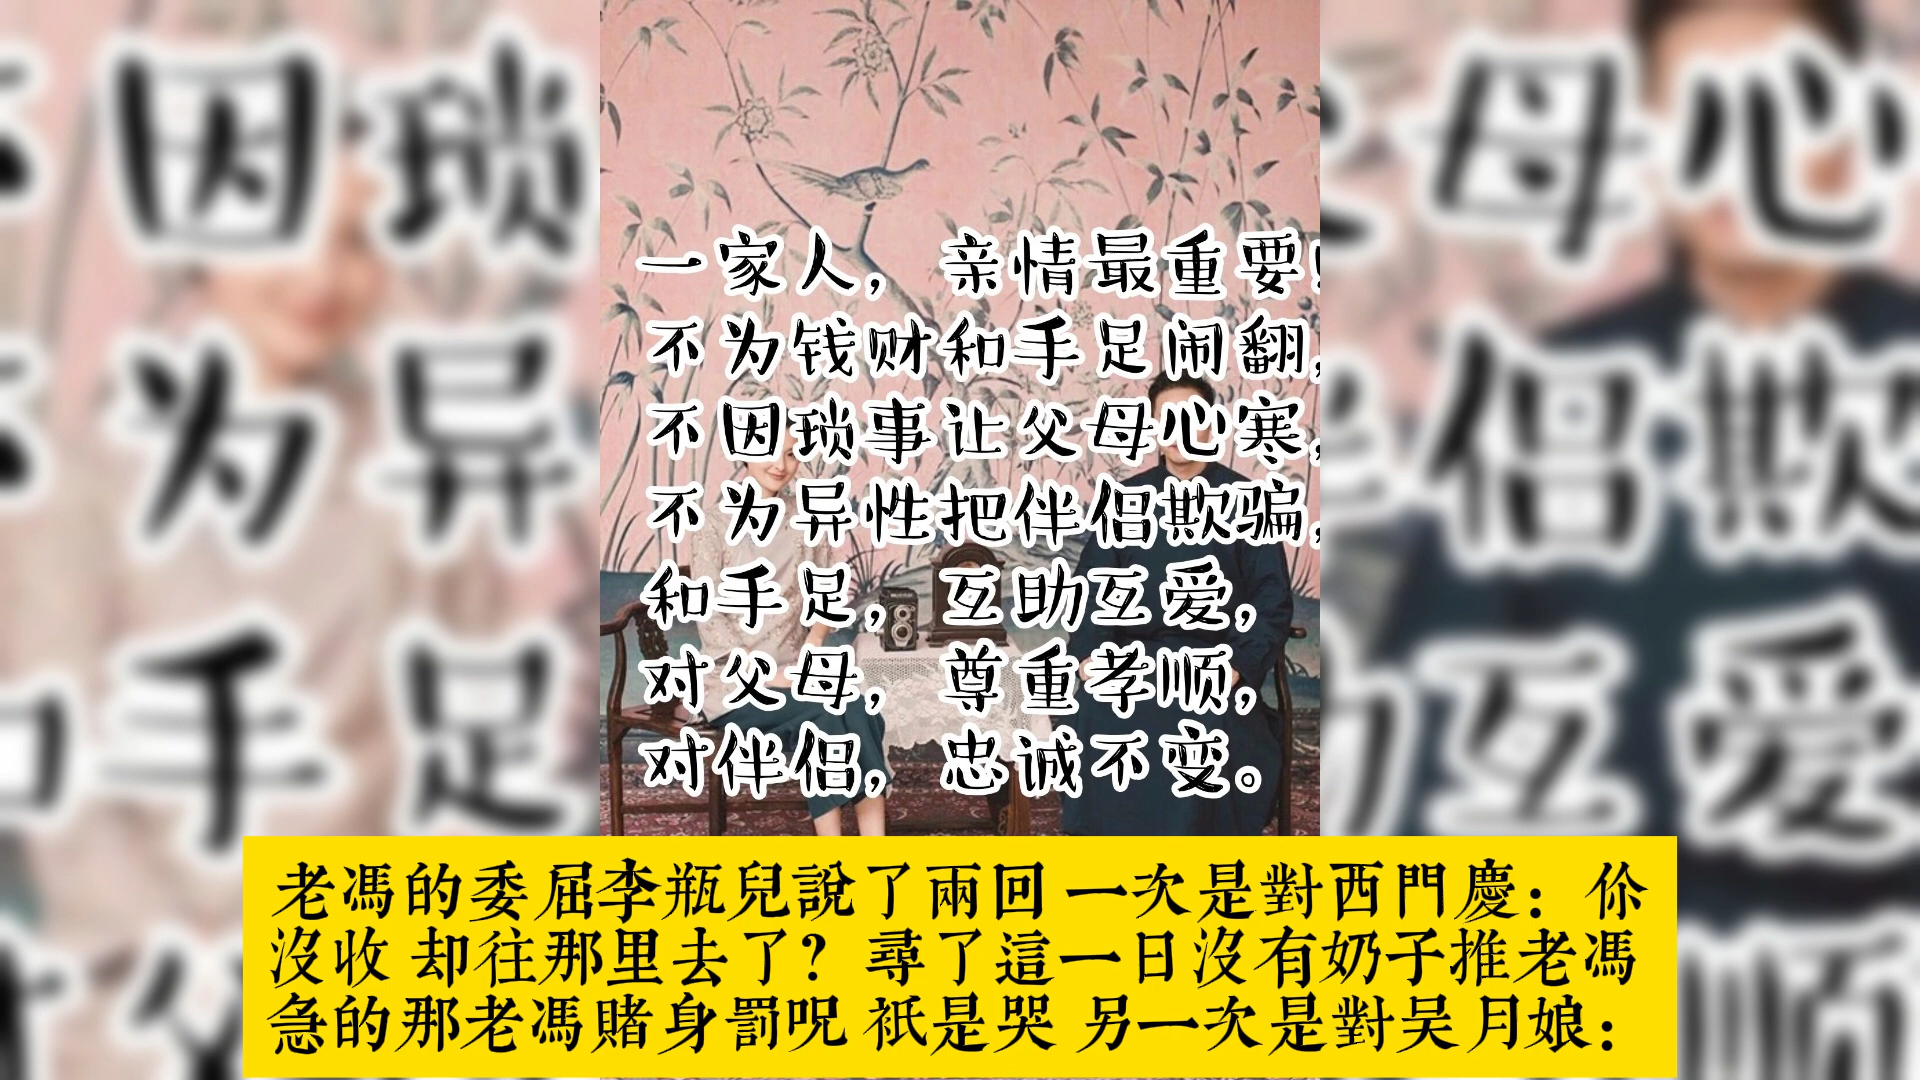 一家人，亲情最重要！
不为钱财和手足闹翻，
不因琐事让父母心寒，
不为异性把伴侣欺骗，
和手足，互助互爱，
对父母，尊重孝顺，
对伴侣，忠诚不变。
老馮的委屈李瓶兒說了兩回 一次是對西門慶：伱
沒收 却往那里去了？尋了這一日沒有奶子推老馮
急的那老馮賭身罰呪 衹是哭 另一次是對吴月娘：